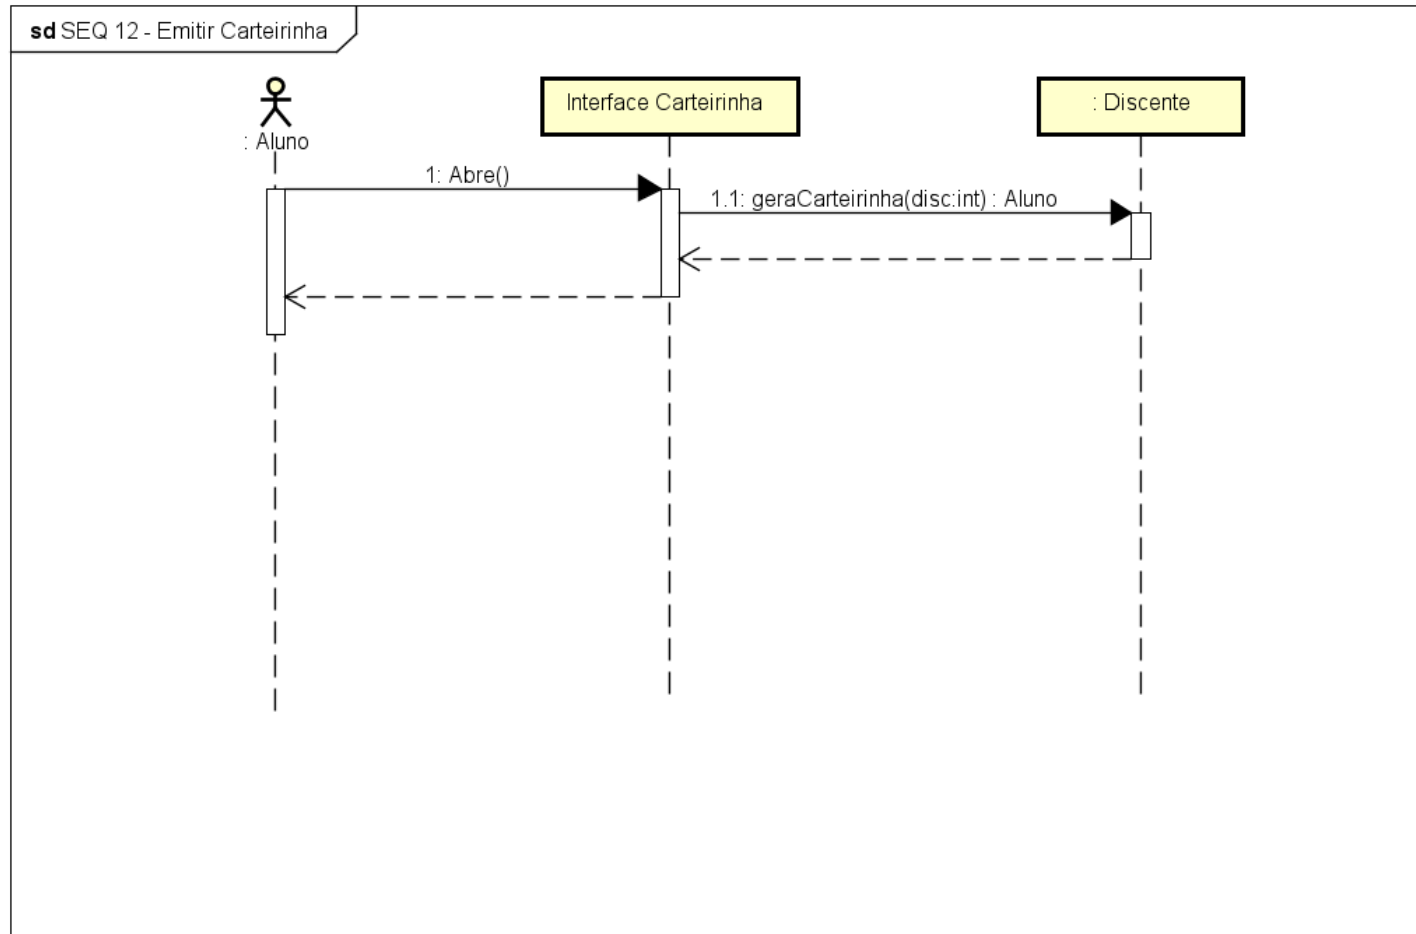 sd SEQ 12 - Emitir Carteirinha
: Aluno
Interface Carteirinha
: Discente
1: Abre()
1.1: geraCarteirinha(disc:int) : Aluno